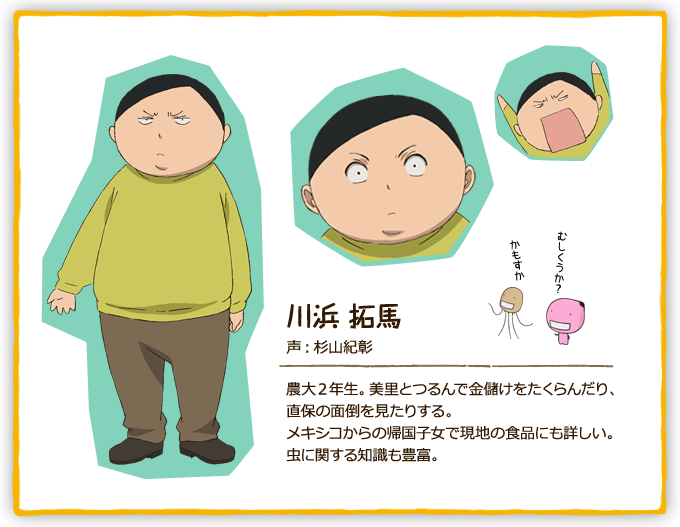 かもすか
むしくうか?
川浜 拓馬
声 : 杉山紀彰
農大２年生。美里とつるんで金儲けをたくらんだり、
直保の面倒を見たりする。
メキシコからの帰国子女で現地の食品にも詳しい。
虫に関する知識も豊富。